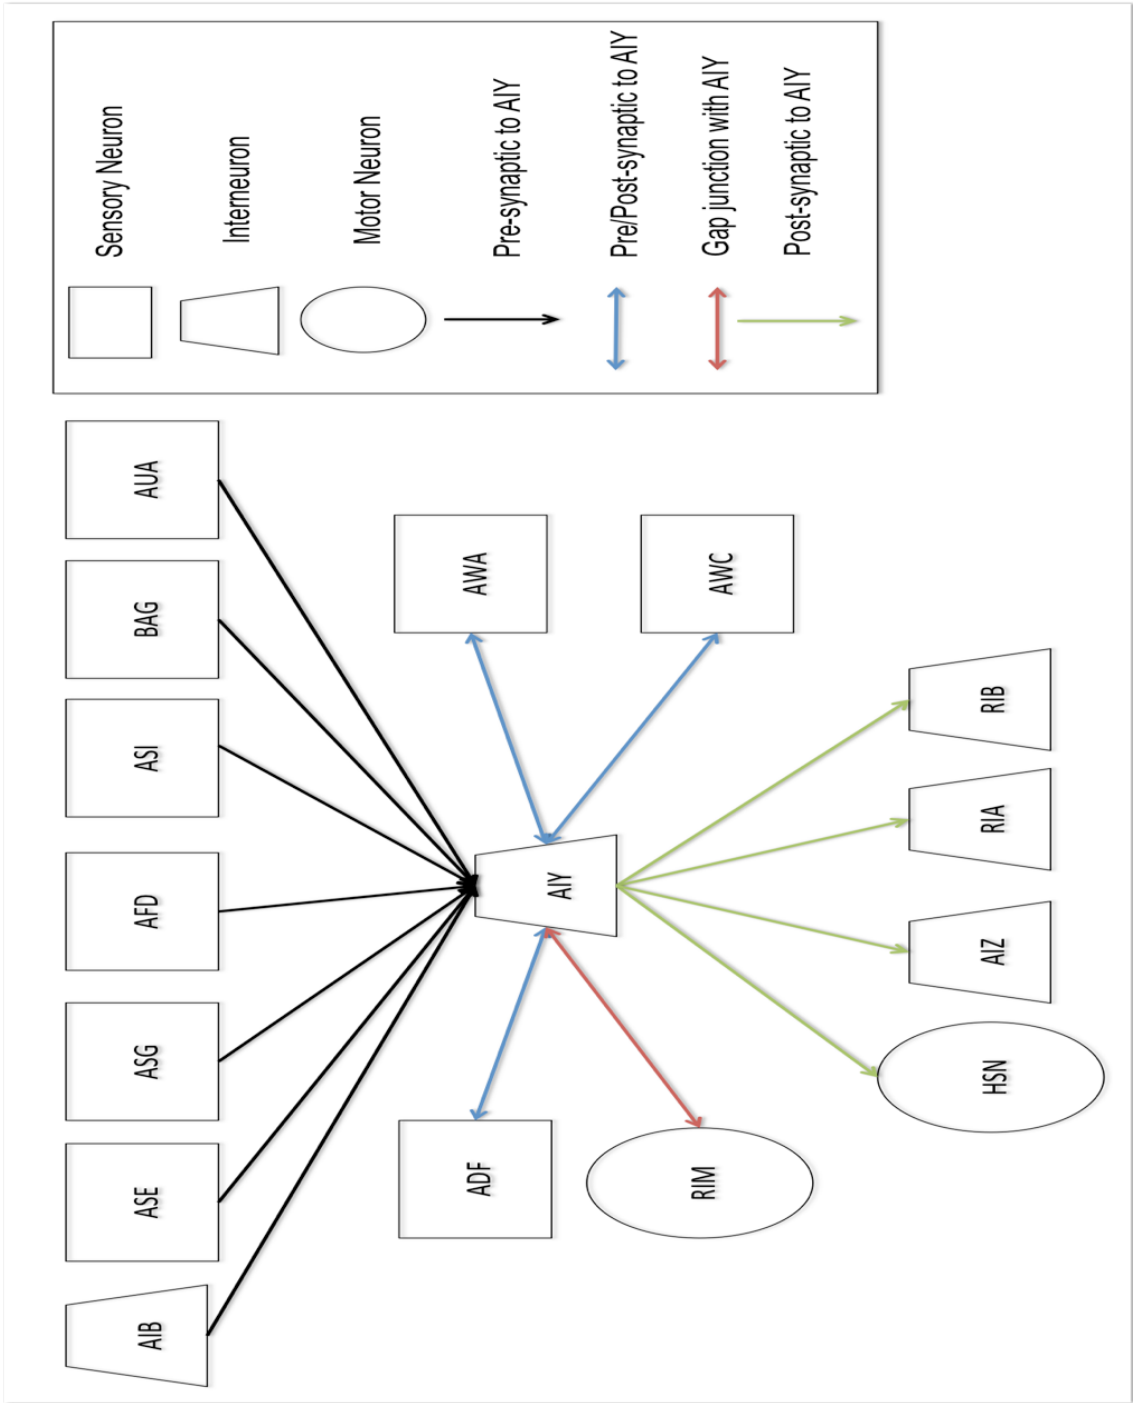 AIB
ASE
ASG
AFD
ASI
BAG
AUA
ADF
AWA
AIY
RIM
AWC
HSN
AIZ
RIA
RIB
Sensory Neuron
Interneuron
Motor Neuron
Pre-synaptic to AIY
Pre/Post-synaptic to AIY
Gap junction with AIY
Post-synaptic to AIY